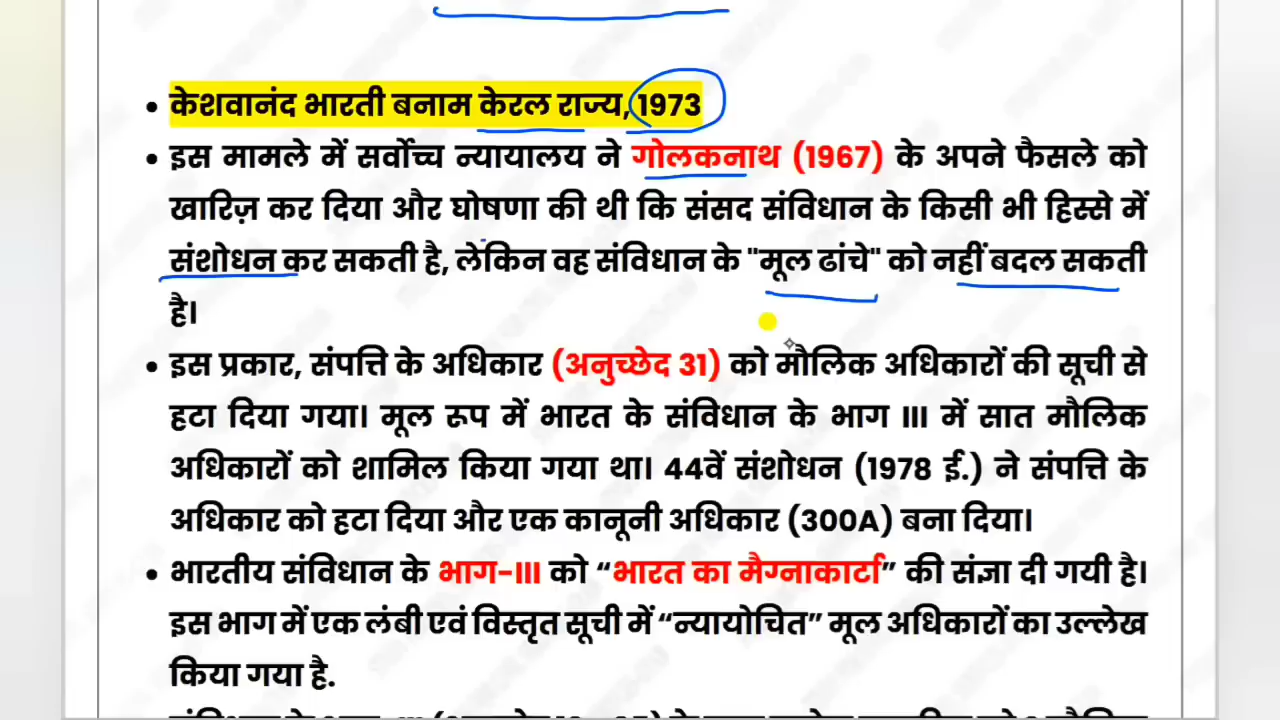 • केशवानंद भारती बनाम केरल राज्य, 1973
• इस मामले में सर्वोच्च न्यायालय ने गोलकनाथ (1967) के अपने फैसले को
खारिज़ कर दिया और घोषणा की थी कि संसद संविधान के किसी भी हिस्से में
संशोधन कर सकती है, लेकिन वह संविधान के "मूल ढांचे" को नहीं बदल सकती
है।
• इस प्रकार, संपत्ति के अधिकार (अनुच्छेद 31) को मौलिक अधिकारों की सूची से
हटा दिया गया। मूल रूप में भारत के संविधान के भाग III में सात मौलिक
अधिकारों को शामिल किया गया था। 44वें संशोधन (1978 ई.) ने संपत्ति के
अधिकार को हटा दिया और एक कानूनी अधिकार (300A) बना दिया।
• भारतीय संविधान के भाग-III को “भारत का मैग्नाकार्टा” की संज्ञा दी गयी है।
इस भाग में एक लंबी एवं विस्तृत सूची में “न्यायोचित” मूल अधिकारों का उल्लेख
किया गया है.